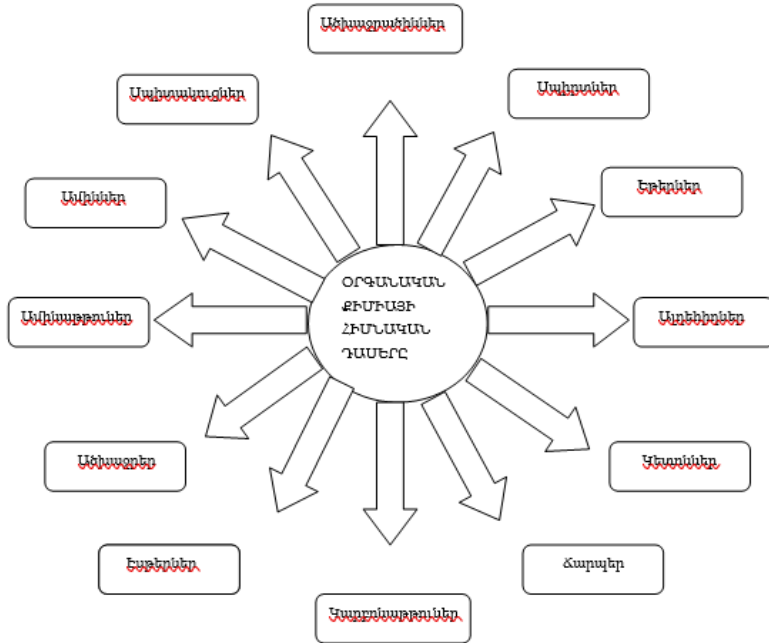 Ածխաջրածիններ
Սպիտակուցներ
Սպիրտներ
Ամիններ
Եթերներ
ՕՐԳԱՆԱԿԱՆ
ՔԻՄԻԱՅԻ
ՀԻՄՆԱԿԱՆ
ԴԱՍԵՐԸ
Ամինաթթուներ
Ալդեհիդներ
Ածխաջրեր
Կետոններ
Էսթերներ
Ճարպեր
Կարբոնաթթուներ